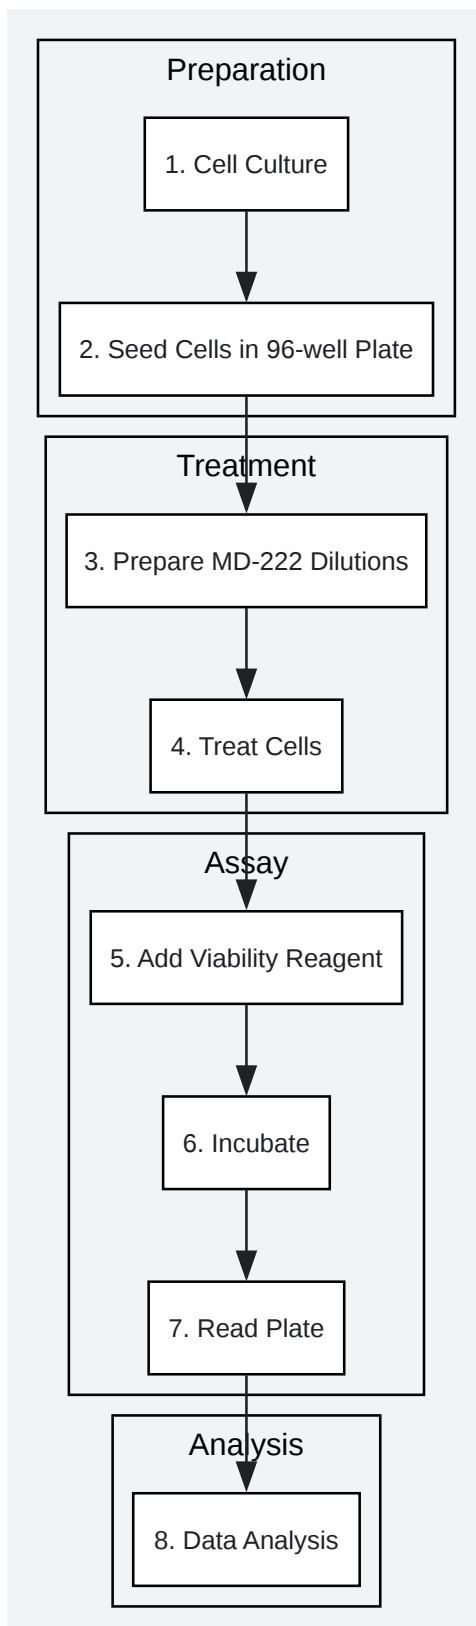 Preparation
1. Cell Culture
2. Seed Cells in 96-well Plate
Treatment
3. Prepare MD-222 Dilutions
4. Treat Cells
Assay
5. Add Viability Reagent
6. Incubate
7. Read Plate
Analysis
8. Data Analysis